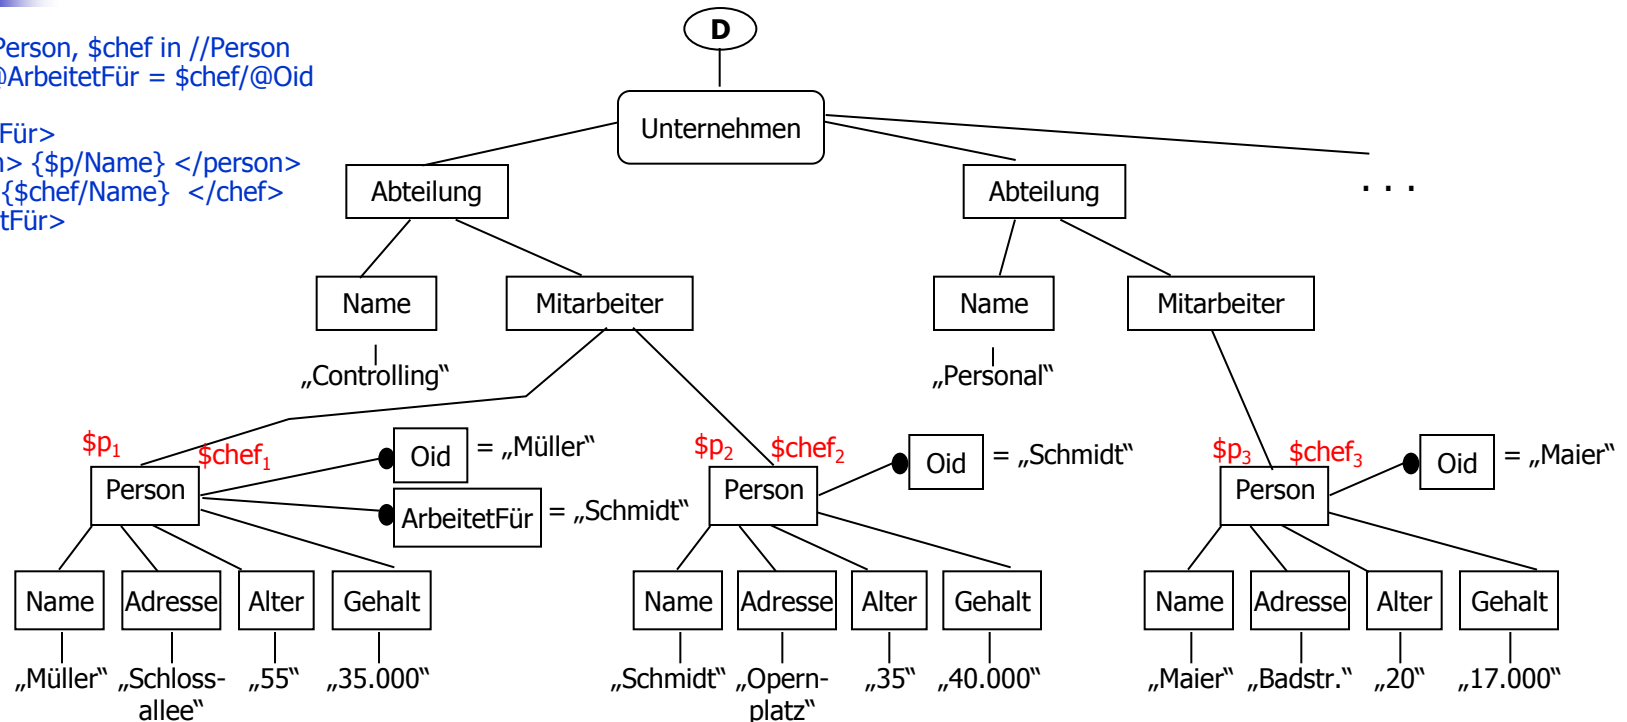 D
Person, $chef in //Person
@ArbeitetFür = $chef/@Oid
Für>
> {$p/Name} </person>
{$chef/Name} </chef>
tFür>
Unternehmen
Abteilung
Abteilung
. . .
Name
Mitarbeiter
Name
Mitarbeiter
„Controlling“
„Personal“
$p1
$chef1
Oid
= „Müller“
$p2
$chef2
Oid
= „Schmidt“
$p3
$chef3
Oid
= „Maier“
Person
ArbeitetFür
= „Schmidt“
Person
Person
Name
Adresse
Alter
Gehalt
Name
Adresse
Alter
Gehalt
Name
Adresse
Alter
Gehalt
„Müller“
„Schloss-
allee“
„55“
„35.000“
„Schmidt“
„Opern-
platz“
„35“
„40.000“
„Maier“
„Badstr.“
„20“
„17.000“